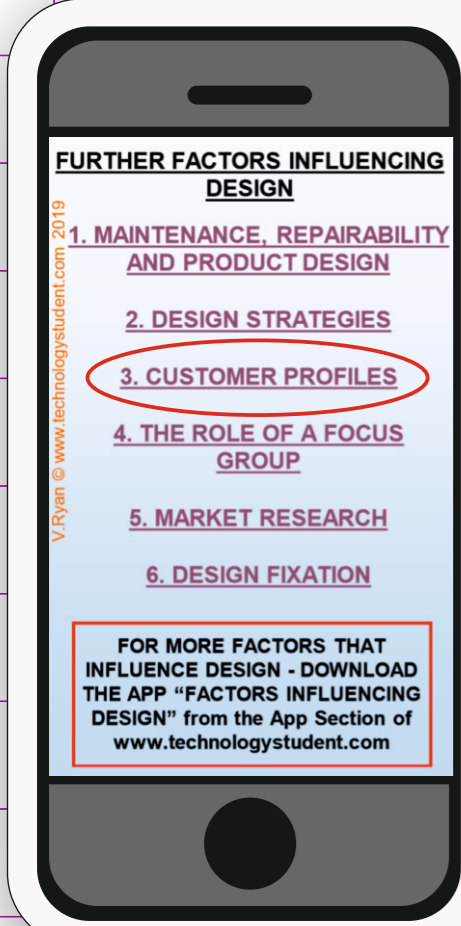 FURTHER FACTORS INFLUENCING
DESIGN
1. MAINTENANCE, REPAIRABILITY
AND PRODUCT DESIGN
2. DESIGN STRATEGIES
3. CUSTOMER PROFILES
4. THE ROLE OF A FOCUS
GROUP
5. MARKET RESEARCH
6. DESIGN FIXATION
FOR MORE FACTORS THAT
INFLUENCE DESIGN - DOWNLOAD
THE APP “FACTORS INFLUENCING
DESIGN” from the App Section of
www.technologystudent.com
V.Ryan © www.technologystudent.com 2019